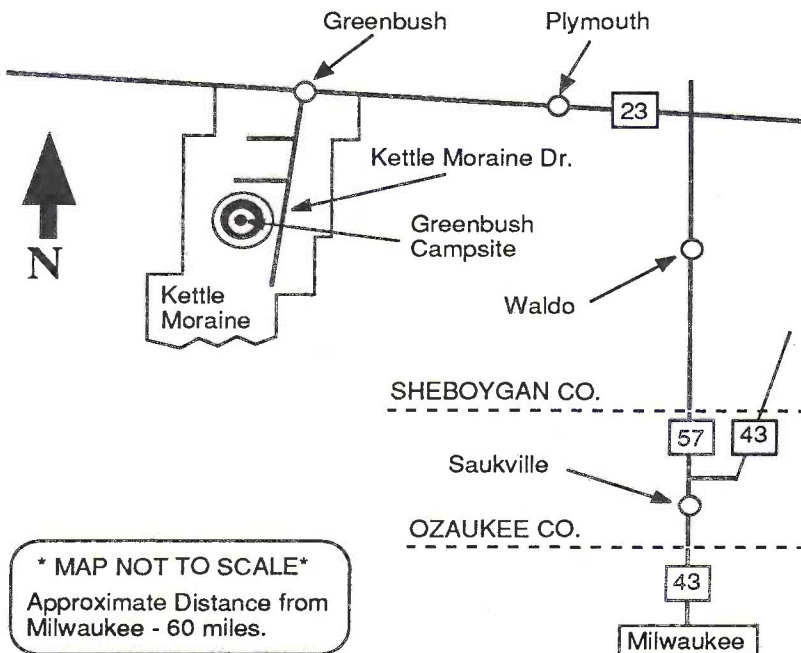 Greenbush
Plymouth
23
Kettle Moraine Dr.
Greenbush
Campsite
N
Kettle
Moraine
Waldo
SHEBOYGAN CO.
57
43
Saukville
OZAUKEE CO.
* MAP NOT TO SCALE*
Approximate Distance from
Milwaukee - 60 miles.
43
Milwaukee